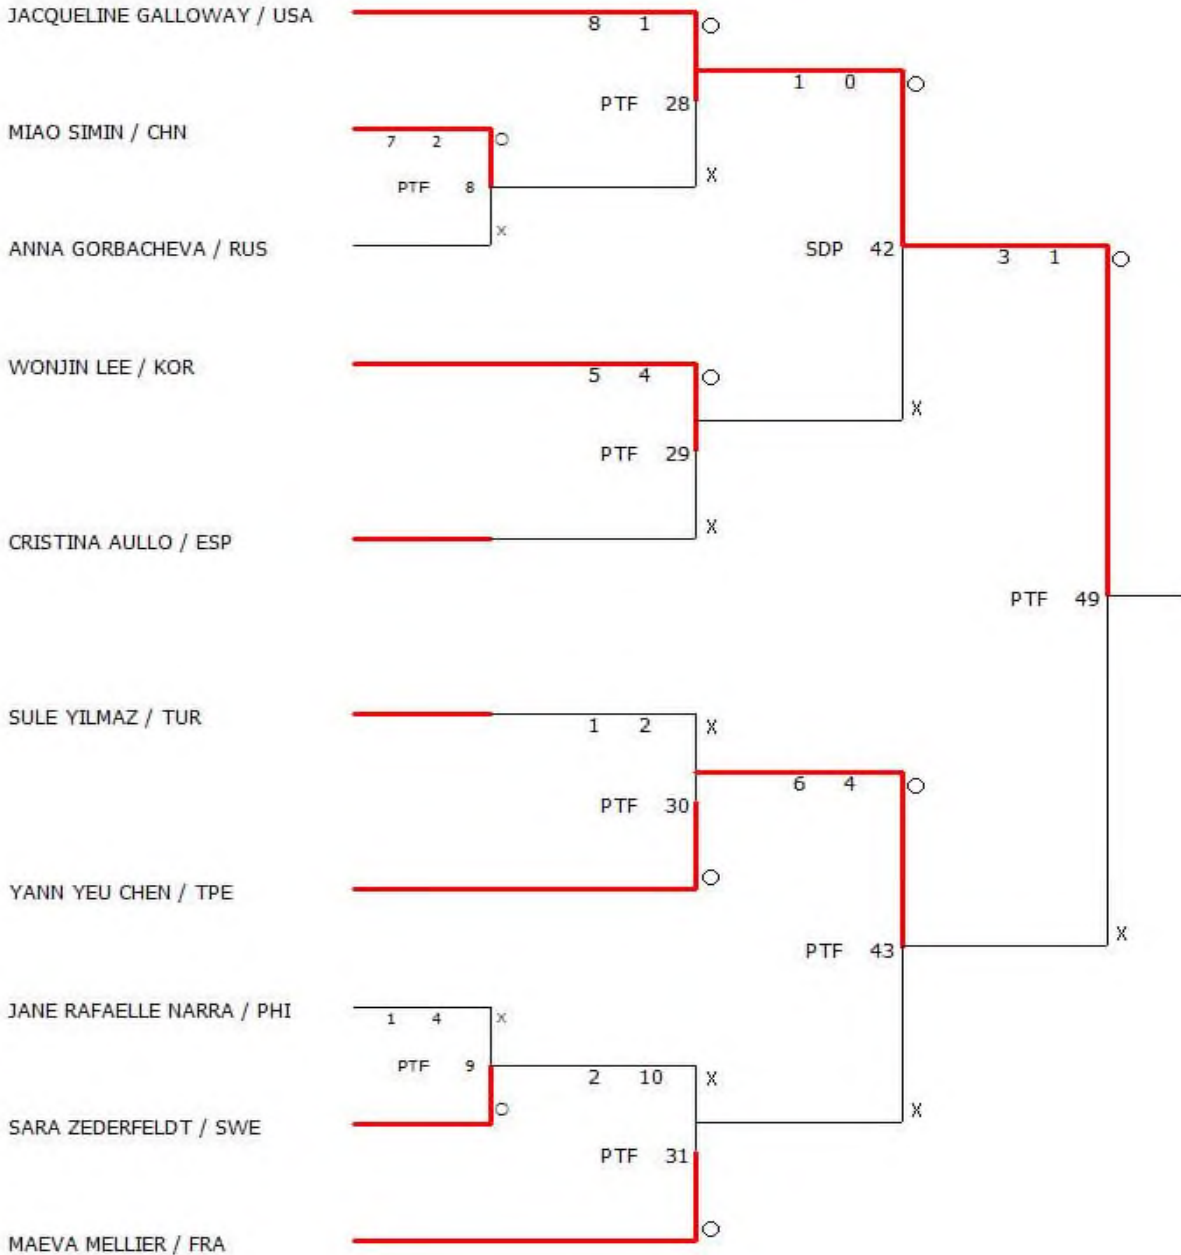 JACQUELINE GALLOWAY / USA
8 1 O
1 0 O
PTF 28
MIAO SIMIN / CHN
7 2 O
PTF 8
X
X
ANNA GORBACHEVA / RUS
SDP 42
3 1 O
WONJIN LEE / KOR
5 4 O
X
PTF 29
X
CRISTINA AULLO / ESP
PTF 49
SULE YILMAZ / TUR
1 2 X
6 4 O
PTF 30
YANN YEU CHEN / TPE
O
X
PTF 43
JANE RAFAELLE NARRA / PHI
1 4 X
PTF 9
2 10 X
O
X
SARA ZEDERFELDT / SWE
PTF 31
O
MAEVA MELLIER / FRA